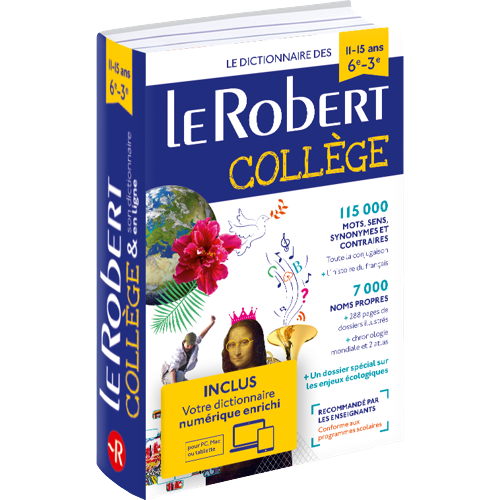 11-15 ans
6e-3e
le Robert
COLLÈGE
son dictionnaire
& en ligne
R
LE DICTIONNAIRE DES
11-15 ans
6e-3e
le Robert
COLLÈGE
115 000
MOTS, SENS,
SYNONYMES ET
CONTRAIRES
Toute la conjugaison
+ L'histoire du français
7 000
NOMS PROPRES
+ 288 pages de
dossiers illustrés
+ chronologie
mondiale et 2 atlas
+ Un dossier spécial sur
les enjeux écologiques
RECOMMANDÉ PAR
LES ENSEIGNANTS
Conforme aux
programmes scolaires
INCLUS
Votre dictionnaire
numérique enrichi
pour PC, Mac
ou tablette